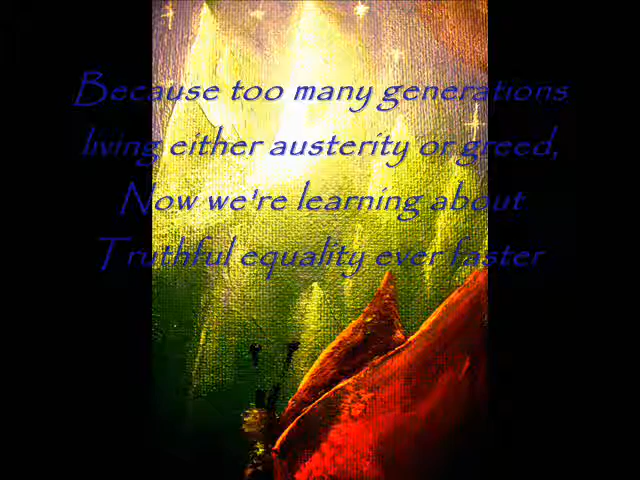 Because too many generations
living either austerity or greed,
Now we're learning about
Truthful equality ever faster